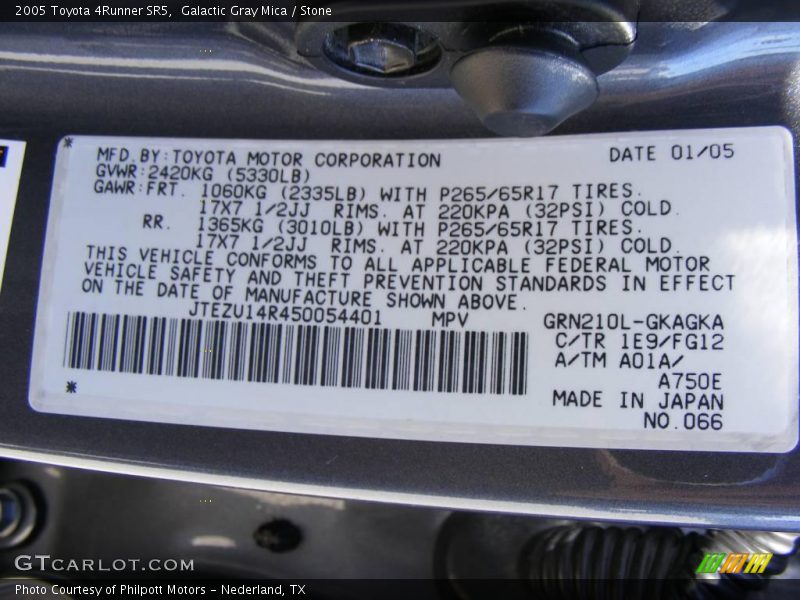 2005 Toyota 4Runner SR5, Galactic Gray Mica / Stone
MFD.BY:TOYOTA MOTOR CORPORATION DATE 01/05
GVWR:2420KG (5330LB)
GAWR:FRT. 1060KG (2335LB) WITH P265/65R17 TIRES.
17X7 1/2JJ RIMS. AT 220KPA (32PSI) COLD.
RR. 1365KG (3010LB) WITH P265/65R17 TIRES.
17X7 1/2JJ RIMS. AT 220KPA (32PSI) COLD.
THIS VEHICLE CONFORMS TO ALL APPLICABLE FEDERAL MOTOR
VEHICLE SAFETY AND THEFT PREVENTION STANDARDS IN EFFECT
ON THE DATE OF MANUFACTURE SHOWN ABOVE.
JTEZU14R450054401 MPV GRN210L-GKAGKA
C/TR 1E9/FG12
A/TM A01A/
A750E
MADE IN JAPAN
NO.066
GTCARLOT.COM
Photo Courtesy of Philpott Motors - Nederland, TX